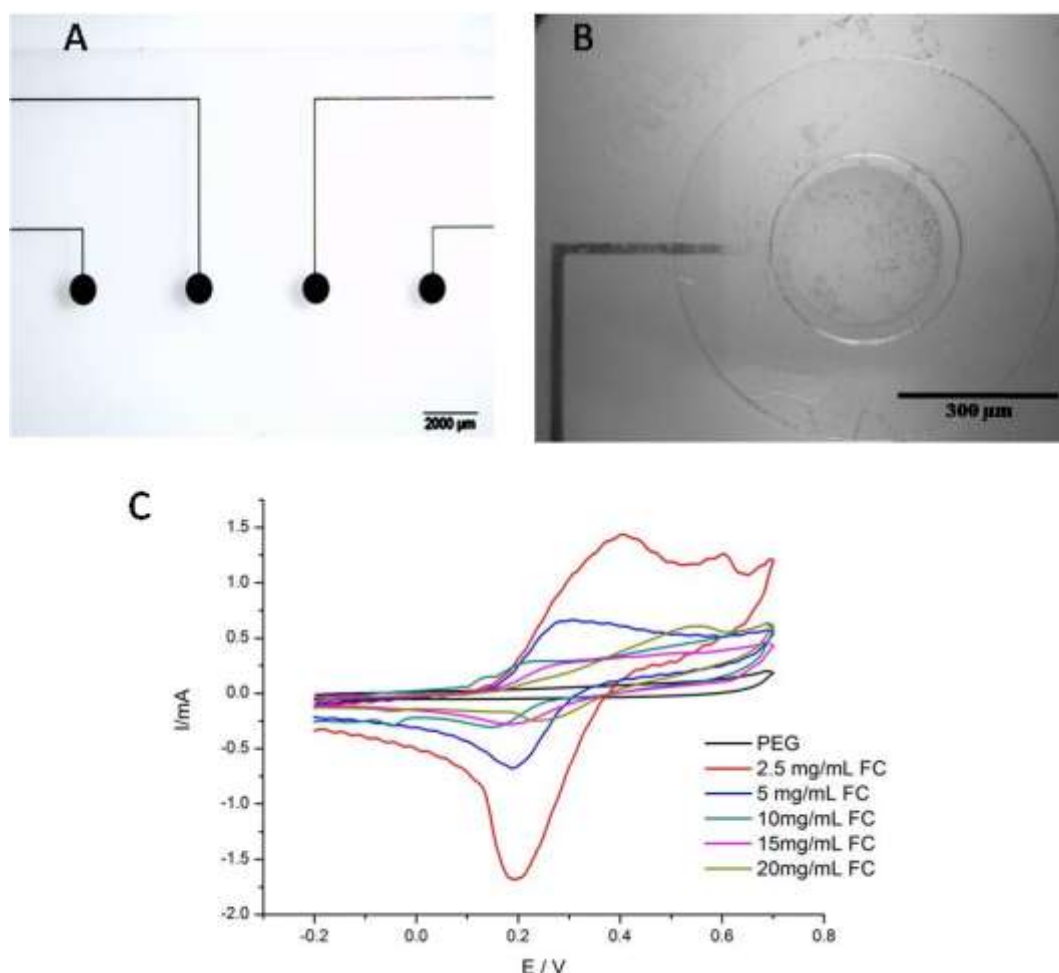 A
2000 µm
B
300 µm
C
I/mA
1.5
1.0
0.5
0.0
-0.5
-1.0
-1.5
-2.0
-0.2
0.0
0.2
0.4
0.6
0.8
E / V
PEG
2.5 mg/mL FC
5 mg/mL FC
10mg/mL FC
15mg/mL FC
20mg/mL FC